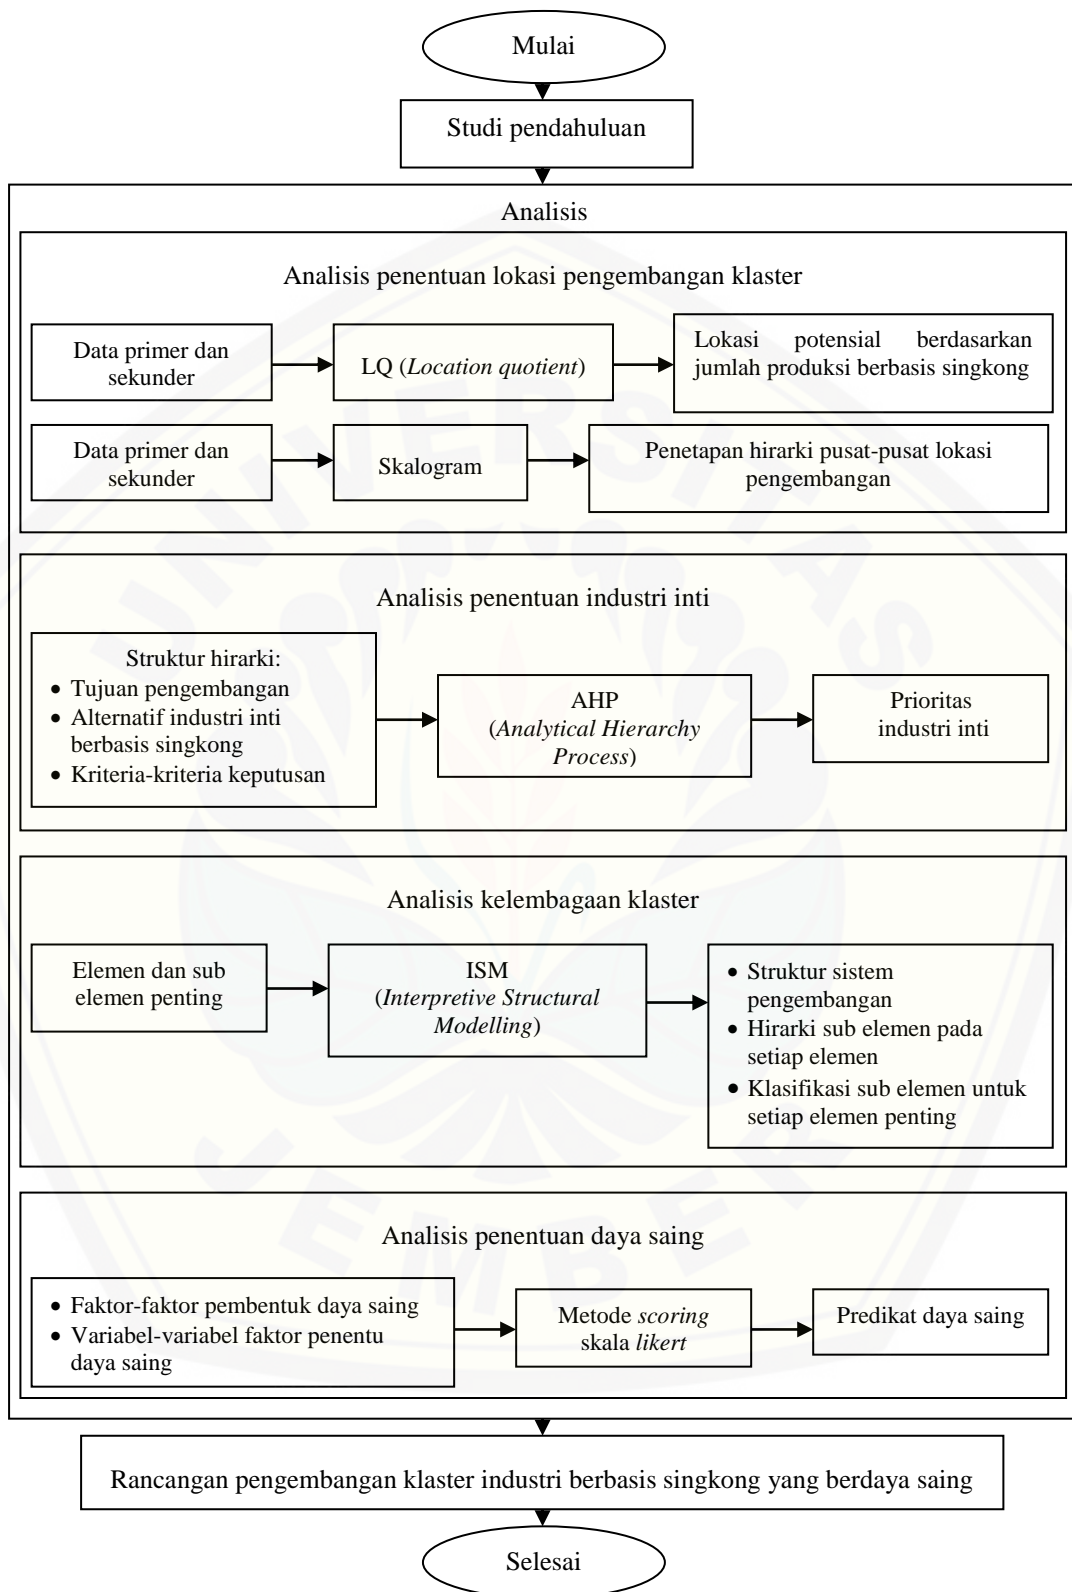 Mulai
Studi pendahuluan
Analisis
Analisis penentuan lokasi pengembangan klaster
Data primer dan
sekunder
LQ (Location quotient)
Lokasi potensial berdasarkan
jumlah produksi berbasis singkong
Data primer dan
sekunder
Skalogram
Penetapan hirarki pusat-pusat lokasi
pengembangan
Analisis penentuan industri inti
Struktur hirarki:
• Tujuan pengembangan
• Alternatif industri inti
berbasis singkong
• Kriteria-kriteria keputusan
AHP
(Analytical Hierarchy
Process)
Prioritas
industri inti
Analisis kelembagaan klaster
Elemen dan sub
elemen penting
ISM
(Interpretive Structural
Modelling)
• Struktur sistem
pengembangan
• Hirarki sub elemen pada
setiap elemen
• Klasifikasi sub elemen untuk
setiap elemen penting
Analisis penentuan daya saing
• Faktor-faktor pembentuk daya saing
• Variabel-variabel faktor penentu
daya saing
Metode scoring
skala likert
Predikat daya saing
Rancangan pengembangan klaster industri berbasis singkong yang berdaya saing
Selesai
UNIVERSITAS
JEMBER